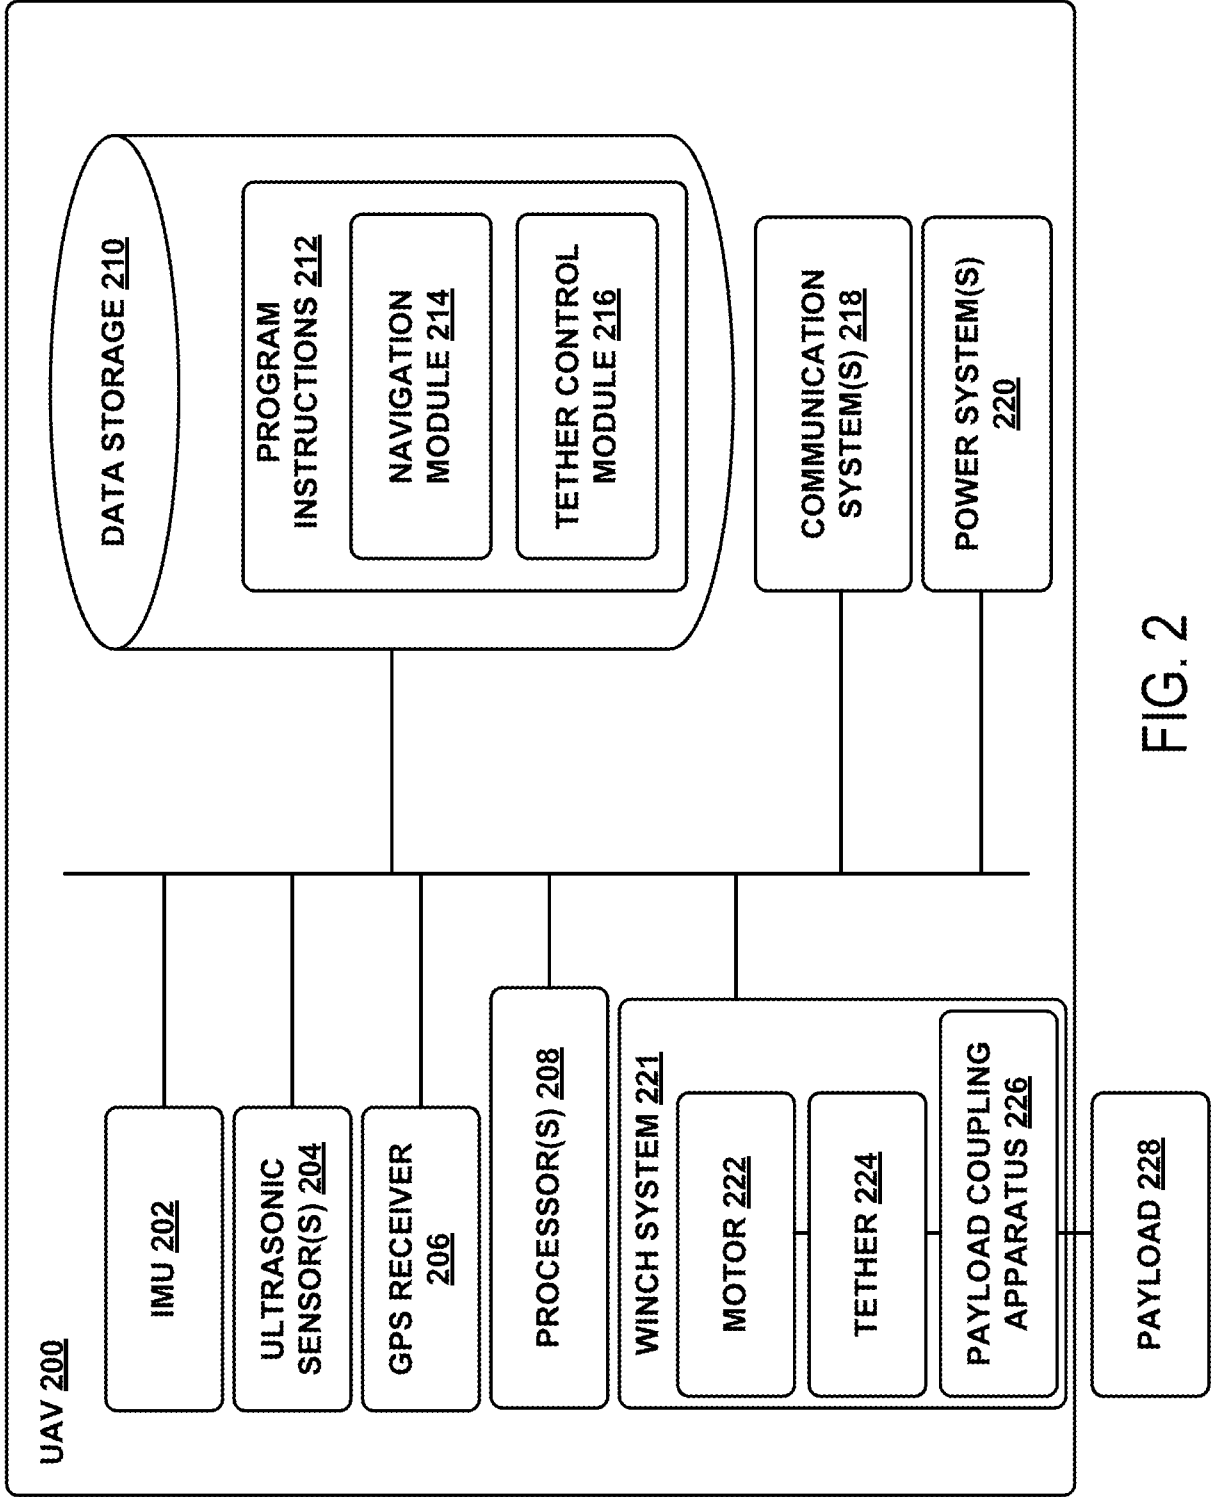 UAV 200
IMU 202
ULTRASONIC
SENSOR(S) 204
GPS RECEIVER
206
PROCESSOR(S) 208
WINCH SYSTEM 221
MOTOR 222
TETHER 224
PAYLOAD COUPLING
APPARATUS 226
PAYLOAD 228
DATA STORAGE 210
PROGRAM
INSTRUCTIONS 212
NAVIGATION
MODULE 214
TETHER CONTROL
MODULE 216
COMMUNICATION
SYSTEM(S) 218
POWER SYSTEM(S)
220
FIG. 2